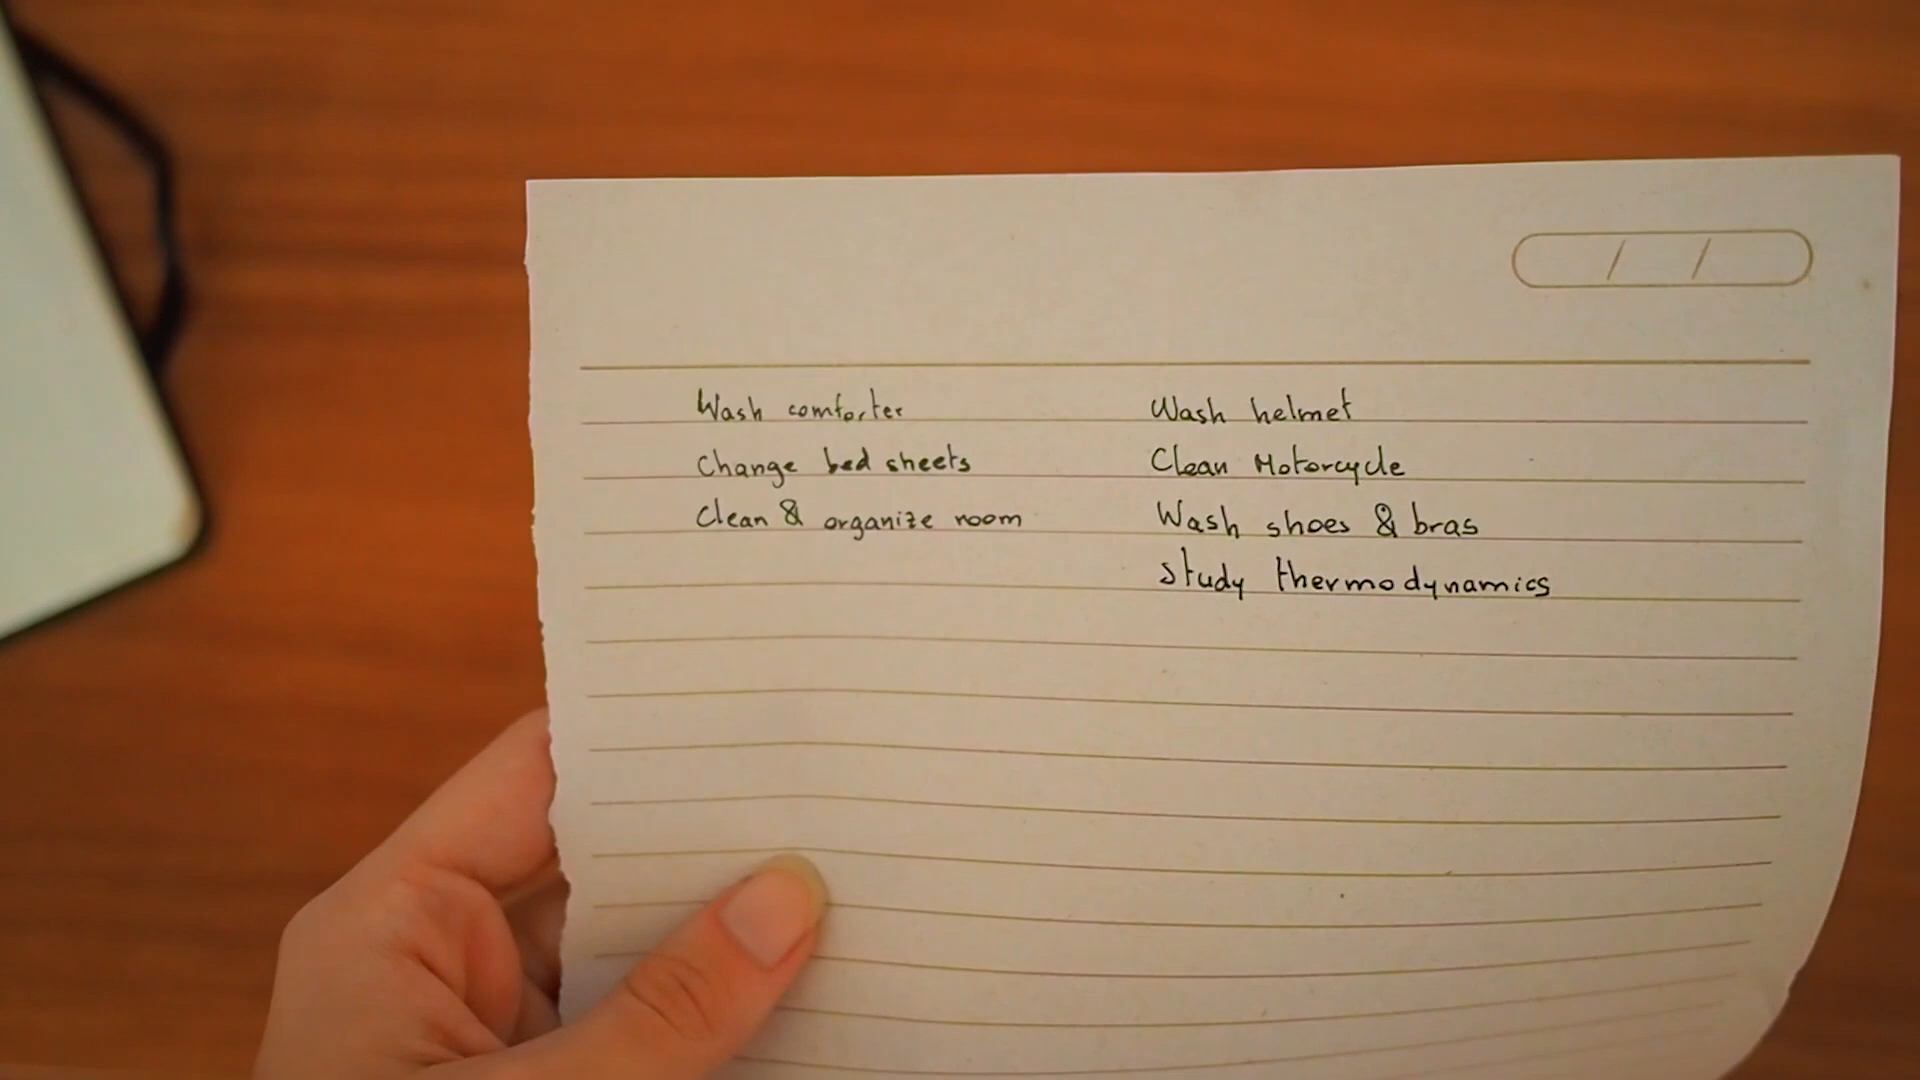 Wash comforter
Change bed sheets
Clean & organize room
Wash helmet
Clean Motorcycle
Wash shoes & bras
Study thermodynamics
/ /